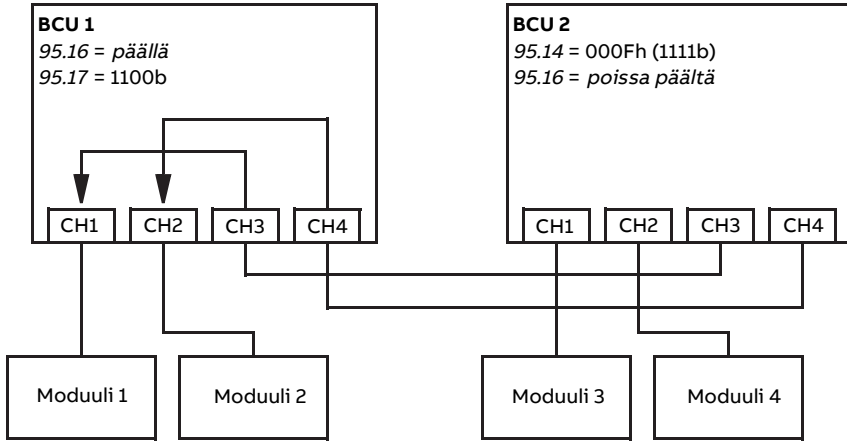 BCU 1
95.16 = päällä
95.17 = 1100b
BCU 2
95.14 = 000Fh (1111b)
95.16 = poissa päältä
CH1 CH2 CH3 CH4
CH1 CH2 CH3 CH4
Moduuli 1
Moduuli 2
Moduuli 3
Moduuli 4